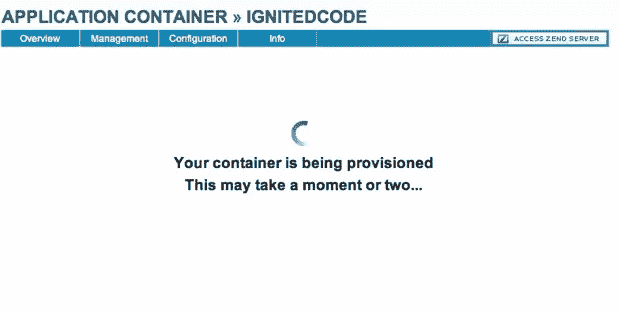 APPLICATION CONTAINER » IGNITEDCODE
Overview Management Configuration Info ACCESS ZEND SERVER
Your container is being provisioned
This may take a moment or two...